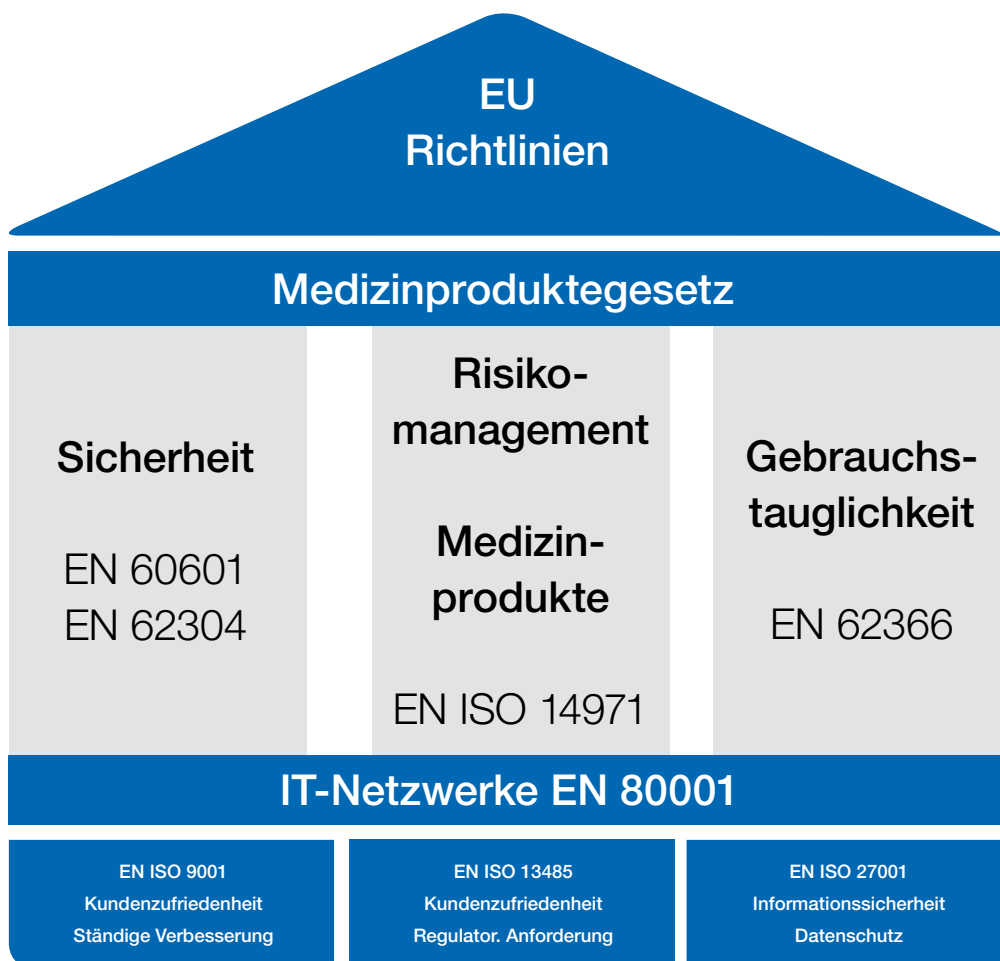 EU
Richtlinien
Medizinproduktegesetz
Sicherheit
EN 60601
EN 62304
Risiko-
management
Medizin-
produkte
EN ISO 14971
Gebrauchs-
tauglichkeit
EN 62366
IT-Netzwerke EN 80001
EN ISO 9001
Kundenzufriedenheit
Ständige Verbesserung
EN ISO 13485
Kundenzufriedenheit
Regulator. Anforderung
EN ISO 27001
Informationssicherheit
Datenschutz